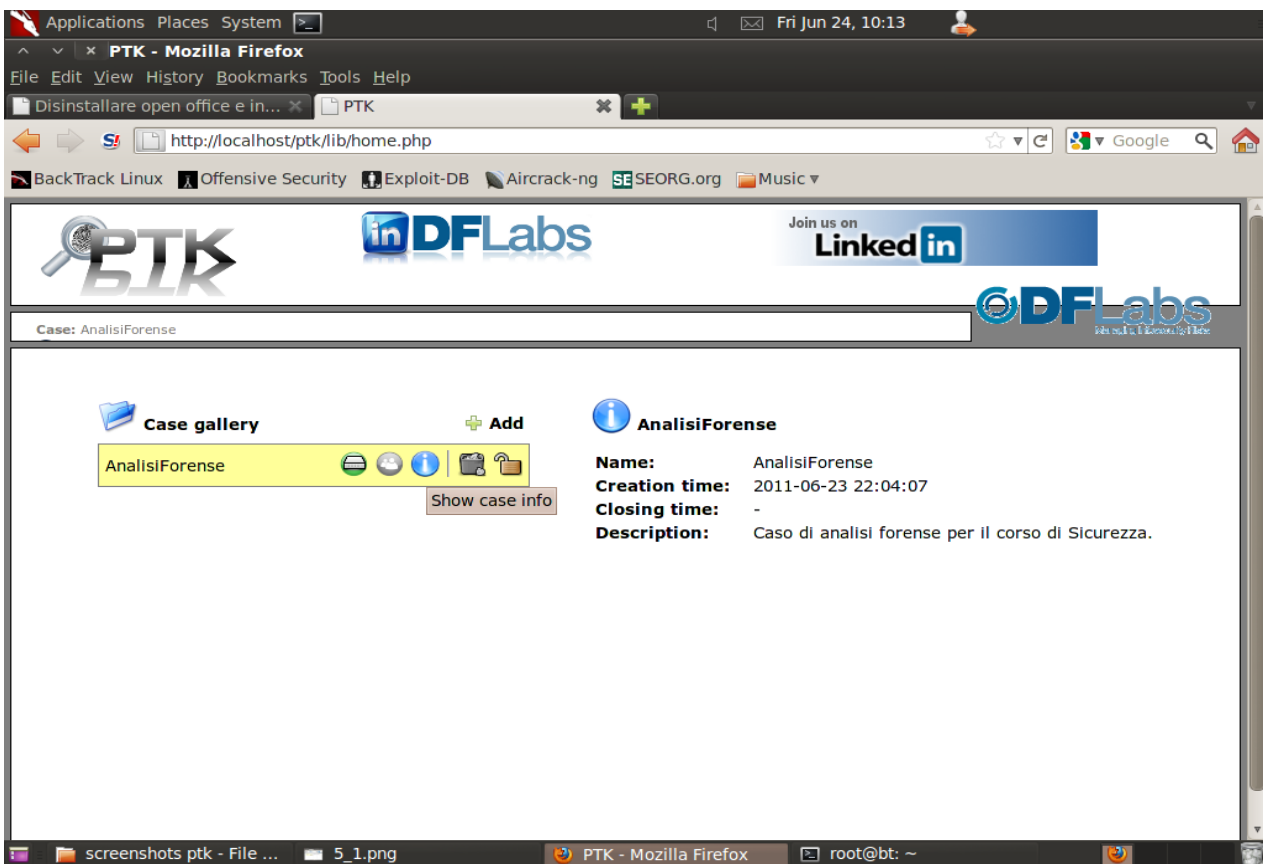 Applications Places System Fri Jun 24, 10:13
PTK - Mozilla Firefox
File Edit View History Bookmarks Tools Help
Disinstallare open office e in... PTK
http://localhost/ptk/lib/home.php Google
BackTrack Linux Offensive Security Exploit-DB Aircrack-ng SEORG.org Music
PTK
in DFLabs
Join us on
Linked in
DFLabs
Case: AnalisiForense
Case gallery Add
AnalisiForense
Show case info
AnalisiForense
Name: AnalisiForense
Creation time: 2011-06-23 22:04:07
Closing time: -
Description: Caso di analisi forense per il corso di Sicurezza.
screenshots ptk - File ... 5_1.png PTK - Mozilla Firefox root@bt: ~